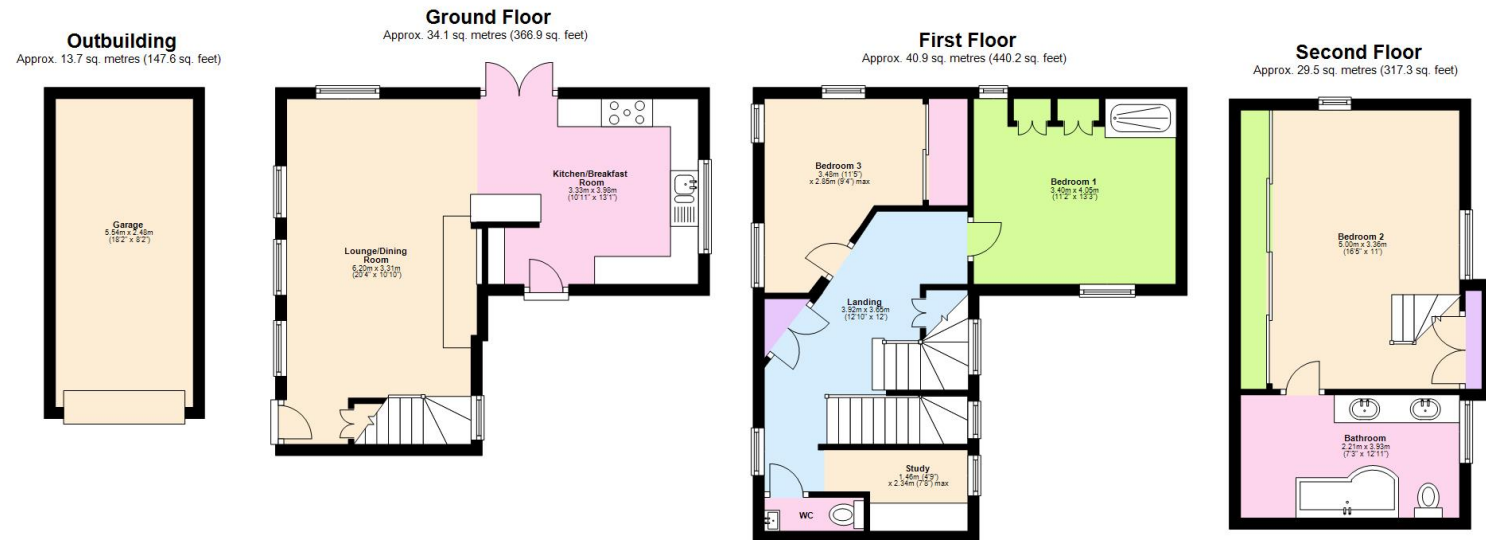 Outbuilding
Approx. 13.7 sq. metres (147.6 sq. feet)
Garage
5.54m x 2.48m
(18'2" x 8'2")
Ground Floor
Approx. 34.1 sq. metres (366.9 sq. feet)
Kitchen/Breakfast
Room
3.33m x 3.98m
(10'11" x 13'1")
Lounge/Dining
Room
6.20m x 3.31m
(20'4" x 10'10")
First Floor
Approx. 40.9 sq. metres (440.2 sq. feet)
Bedroom 3
3.48m (11'5")
x 2.85m (9'4") max
Bedroom 1
3.40m x 4.05m
(11'2" x 13'3")
Landing
3.92m x 3.65m
(12'10" x 12')
Study
1.46m (4'9")
x 2.34m (7'8") max
WC
Second Floor
Approx. 29.5 sq. metres (317.3 sq. feet)
Bedroom 2
5.00m x 3.36m
(16'5" x 11')
Bathroom
2.21m x 3.93m
(7'3" x 12'11")